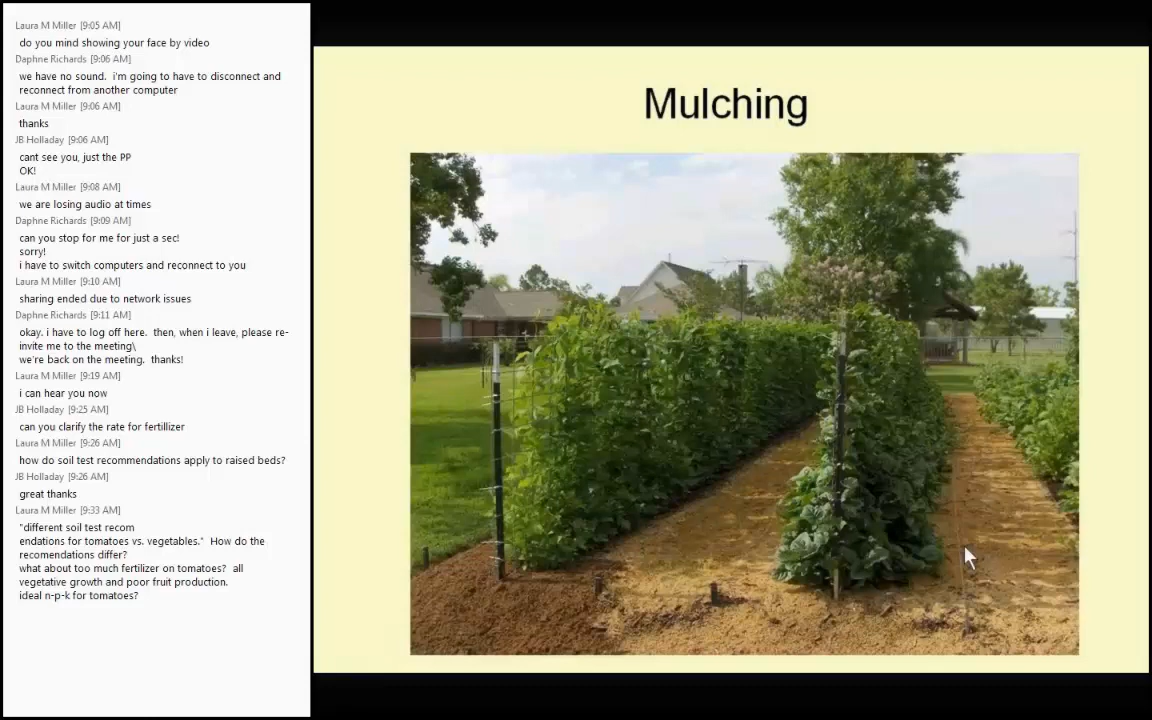 Laura M Miller [9:05 AM]
do you mind showing your face by video
Daphne Richards [9:06 AM]
we have no sound.  i'm going to have to disconnect and
reconnect from another computer
Laura M Miller [9:06 AM]
thanks
JB Holladay [9:06 AM]
cant see you, just the PP
OK!
Laura M Miller [9:08 AM]
we are losing audio at times
Daphne Richards [9:09 AM]
can you stop for me for just a sec!
sorry!
i have to switch computers and reconnect to you
Laura M Miller [9:10 AM]
sharing ended due to network issues
Daphne Richards [9:11 AM]
okay. i have to log off here.  then, when i leave, please re-
invite me to the meeting\
we're back on the meeting.  thanks!
Laura M Miller [9:19 AM]
i can hear you now
JB Holladay [9:25 AM]
can you clarify the rate for fertillizer
Laura M Miller [9:26 AM]
how do soil test recommendations apply to raised beds?
JB Holladay [9:26 AM]
great thanks
Laura M Miller [9:33 AM]
"different soil test recom
endations for tomatoes vs. vegetables."  How do the
recomendations differ?
what about too much fertilizer on tomatoes?  all
vegetative growth and poor fruit production.
ideal n-p-k for tomatoes?
Mulching